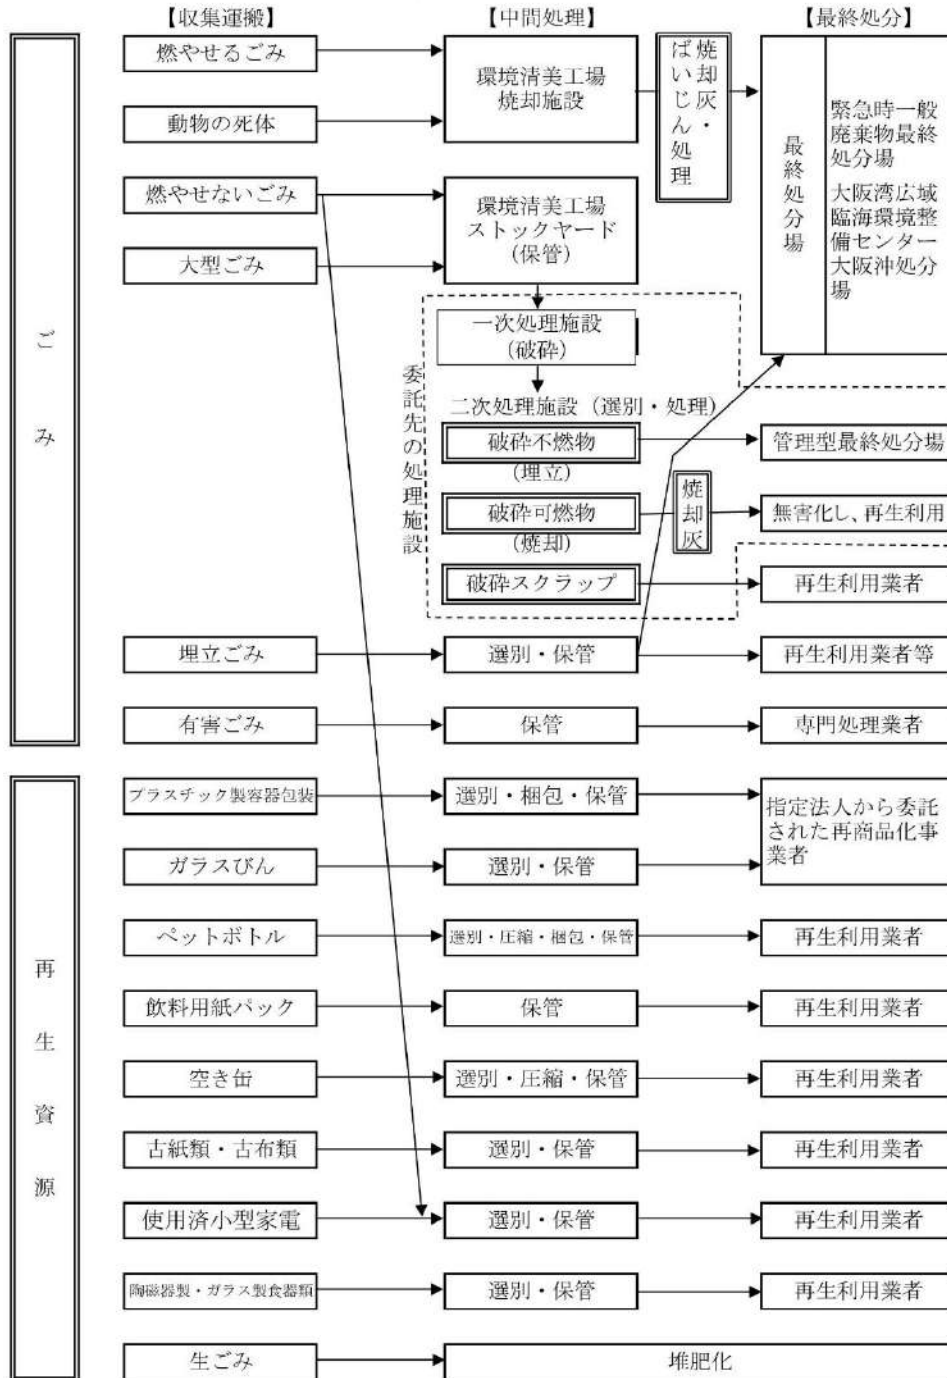 【収集運搬】
【中間処理】
【最終処分】
ごみ
燃やせるごみ
動物の死体
環境清美工場
焼却施設
焼却灰・
ばいじん処理
最終処分場
緊急時一般
廃棄物最終
処分場
大阪湾広域
臨海環境整
備センター
大阪沖処分
場
燃やせないごみ
大型ごみ
環境清美工場
ストックヤード
(保管)
委託先の処理施設
一次処理施設
(破砕)
二次処理施設(選別・処理)
破砕不燃物
(埋立)
管理型最終処分場
破砕可燃物
(焼却)
焼却灰
無害化し、再生利用
破砕スクラップ
再生利用業者
埋立ごみ
選別・保管
再生利用業者等
有害ごみ
保管
専門処理業者
再生資源
プラスチック製容器包装
選別・梱包・保管
指定法人から委託
された再商品化事
業者
ガラスびん
選別・保管
ペットボトル
選別・圧縮・梱包・保管
再生利用業者
飲料用紙パック
保管
再生利用業者
空き缶
選別・圧縮・保管
再生利用業者
古紙類・古布類
選別・保管
再生利用業者
使用済小型家電
選別・保管
再生利用業者
陶磁器製・ガラス製食器類
選別・保管
再生利用業者
生ごみ
堆肥化